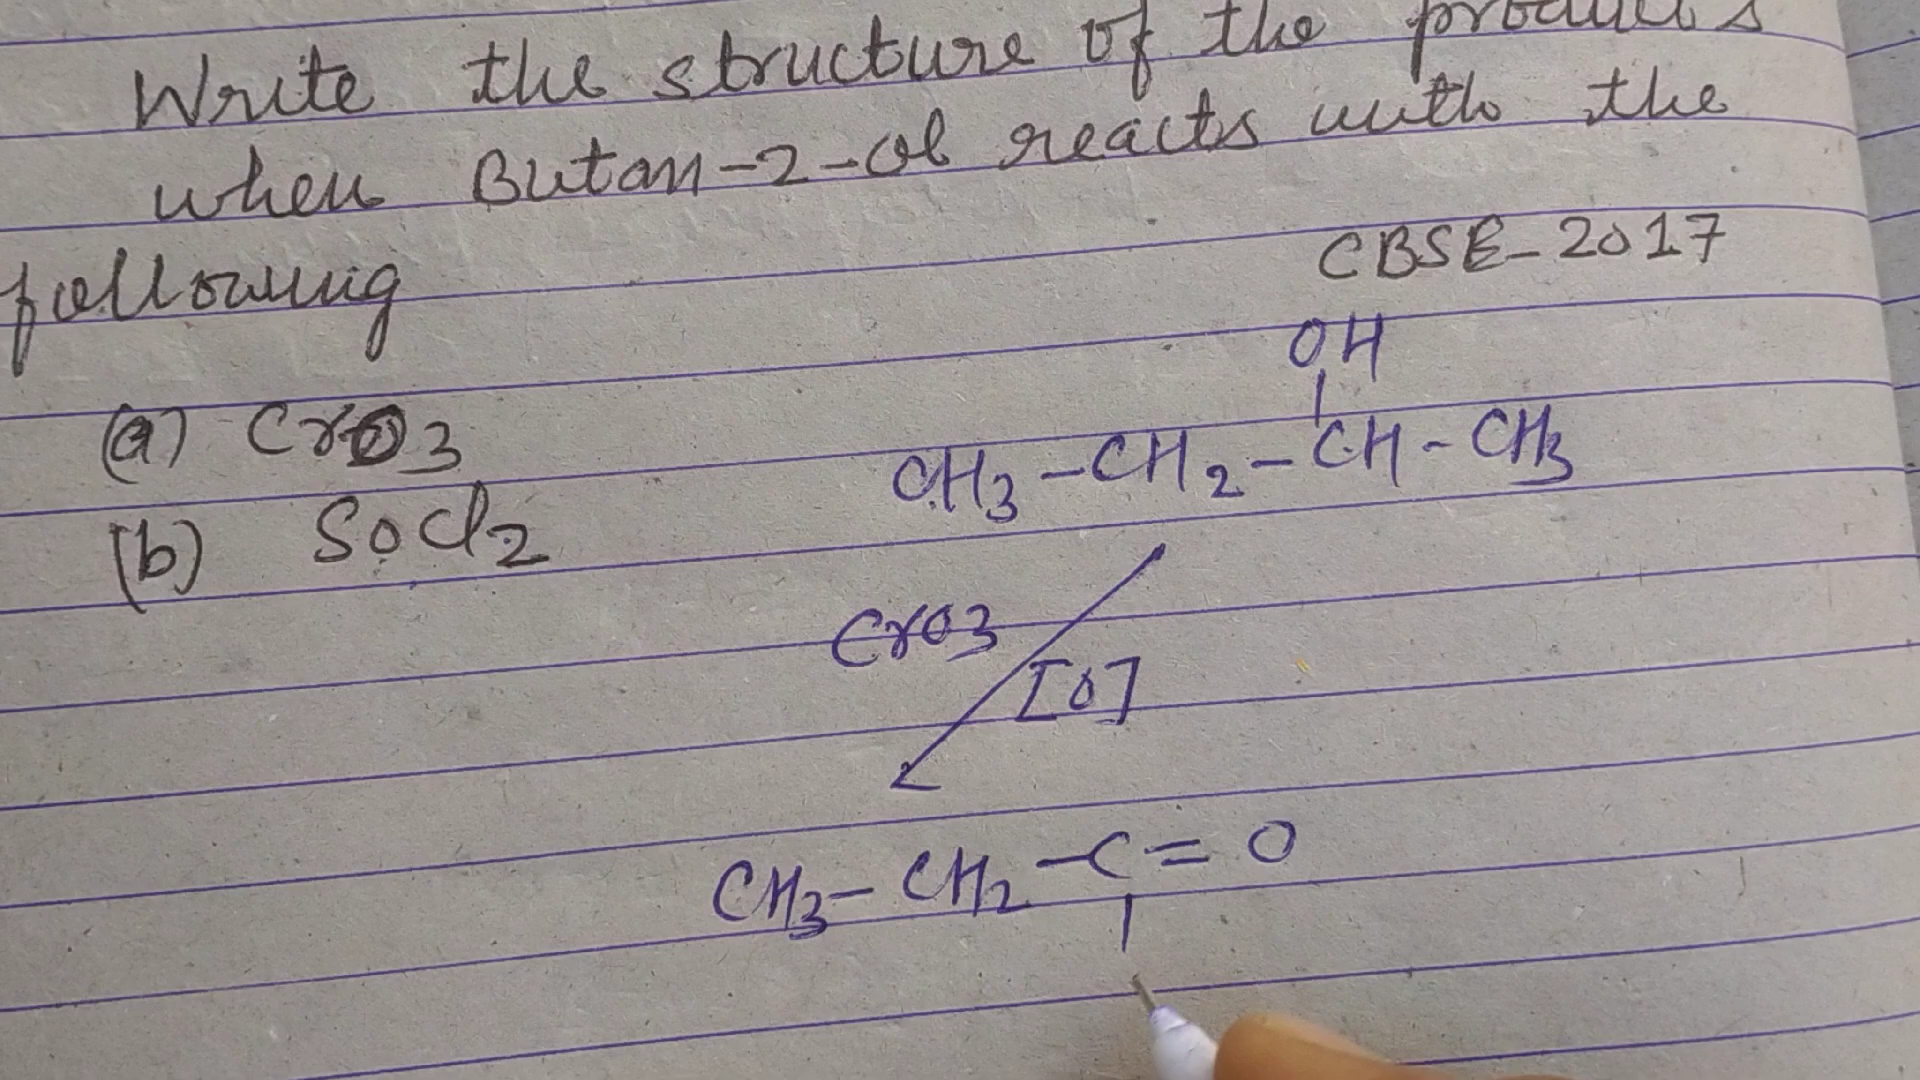 Write the structure of the products
when Butan-2-ol reacts with the
following
CBSE-2017
(a) CrO3
(b) SOCl2
OH
CH3-CH2-CH-CH3
CrO3
[O]
CH3-CH2-C=O